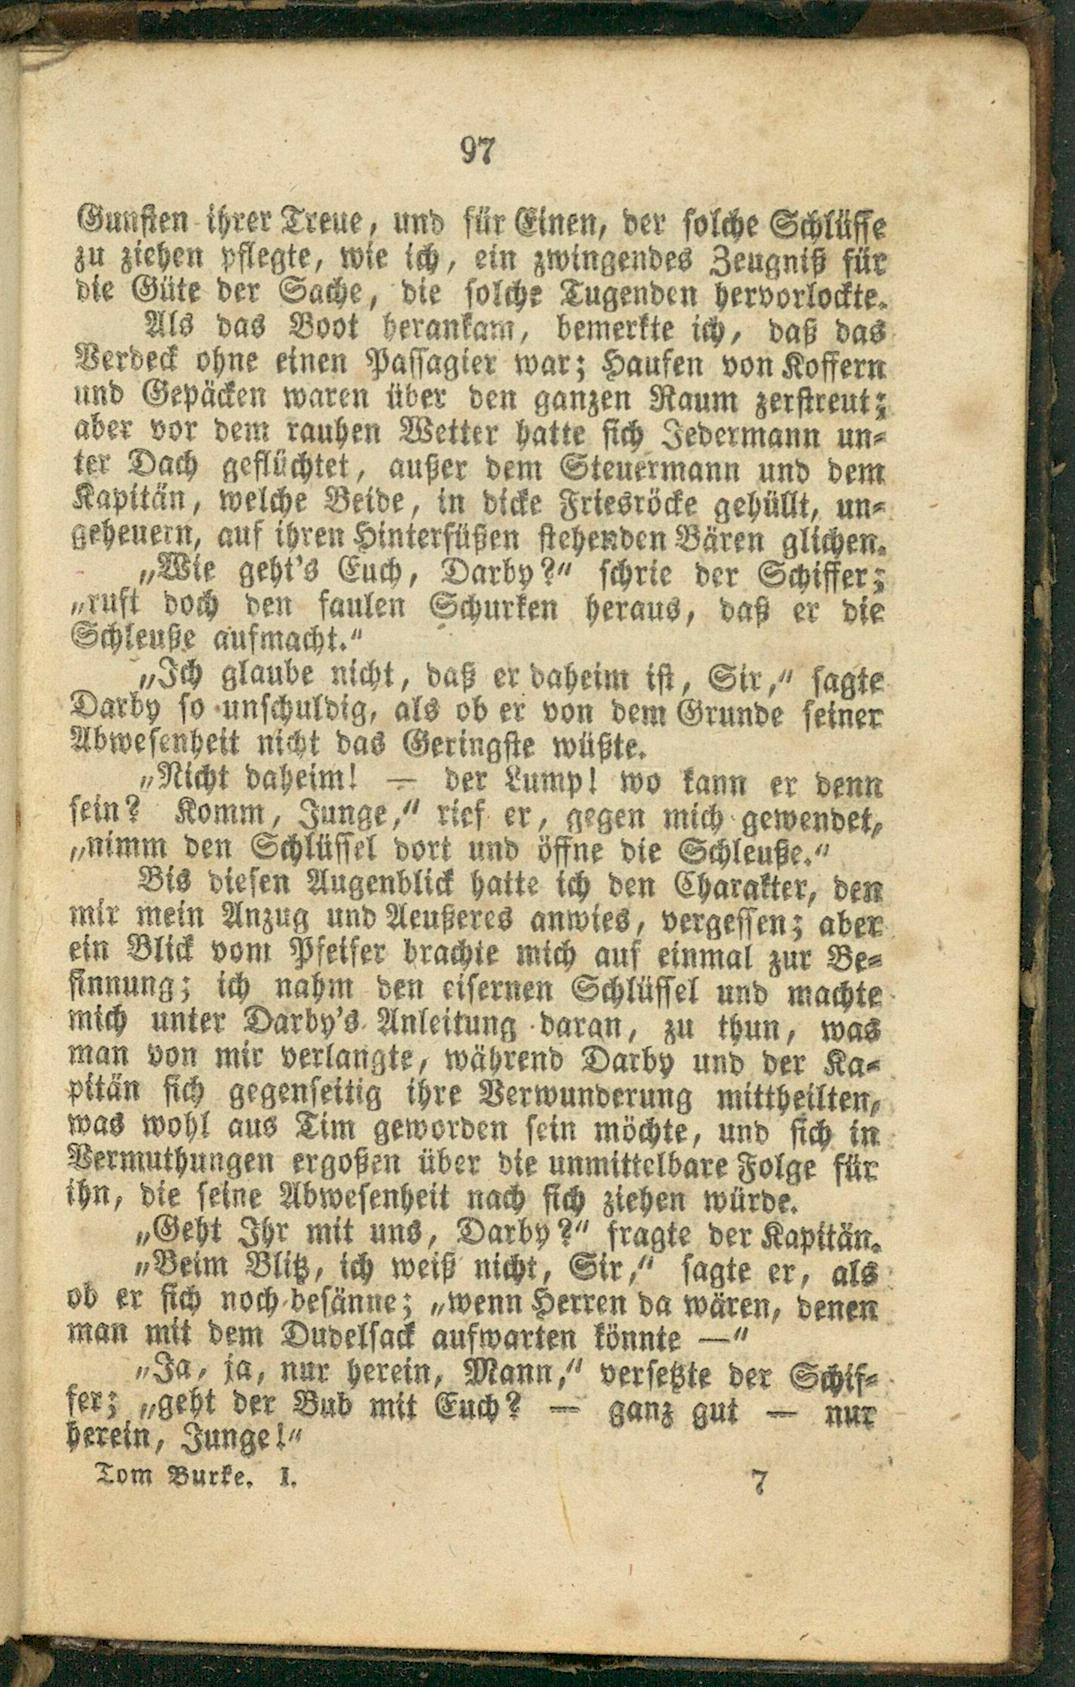 97
Gunsten ihrer Treue, und für Einen, der solche Schlüsse
zu ziehen pflegte, wie ich, ein zwingendes Zeugniß für
die Güte der Sache, die solche Tugenden hervorlockte.
Als das Boot herankam, bemerkte ich, daß das
Verdeck ohne einen Passagier war; Haufen von Koffern
und Gepäcken waren über den ganzen Raum zerstreut;
aber vor dem rauhen Wetter hatte sich Jedermann un-
ter Dach geflüchtet, außer dem Steuermann und dem
Kapitän, welche Beide, in dicke Friesröcke gehüllt, un-
geheuern, auf ihren Hinterfüßen stehenden Bären glichen.
„Wie geht's Euch, Darby?“ schrie der Schiffer;
„ruft doch den faulen Schurken heraus, daß er die
Schleuße aufmacht.“
„Ich glaube nicht, daß er daheim ist, Sir,“ sagte
Darby so unschuldig, als ob er von dem Grunde seiner
Abwesenheit nicht das Geringste wüßte.
„Nicht daheim! — der Lump! wo kann er denn
sein? Komm, Junge,“ rief er, gegen mich gewendet,
„nimm den Schlüssel dort und öffne die Schleuße.“
Bis diesen Augenblick hatte ich den Charakter, den
mir mein Anzug und Aeußeres anwies, vergessen; aber
ein Blick vom Pfeifer brachte mich auf einmal zur Be-
sinnung; ich nahm den eisernen Schlüssel und machte
mich unter Darby's Anleitung daran, zu thun, was
man von mir verlangte, während Darby und der Ka-
pitän sich gegenseitig ihre Verwunderung mittheilten,
was wohl aus Tim geworden sein möchte, und sich in
Vermuthungen ergoßen über die unmittelbare Folge für
ihn, die seine Abwesenheit nach sich ziehen würde.
„Geht Ihr mit uns, Darby?“ fragte der Kapitän.
„Beim Blitz, ich weiß nicht, Sir,“ sagte er, als
ob er sich noch besänne; „wenn Herren da wären, denen
man mit dem Dudelsack aufwarten könnte —“
„Ja, ja, nur herein, Mann,“ versetzte der Schif-
fer; „geht der Bub mit Euch? — ganz gut — nur
herein, Junge!“
Tom Burke. I. 7